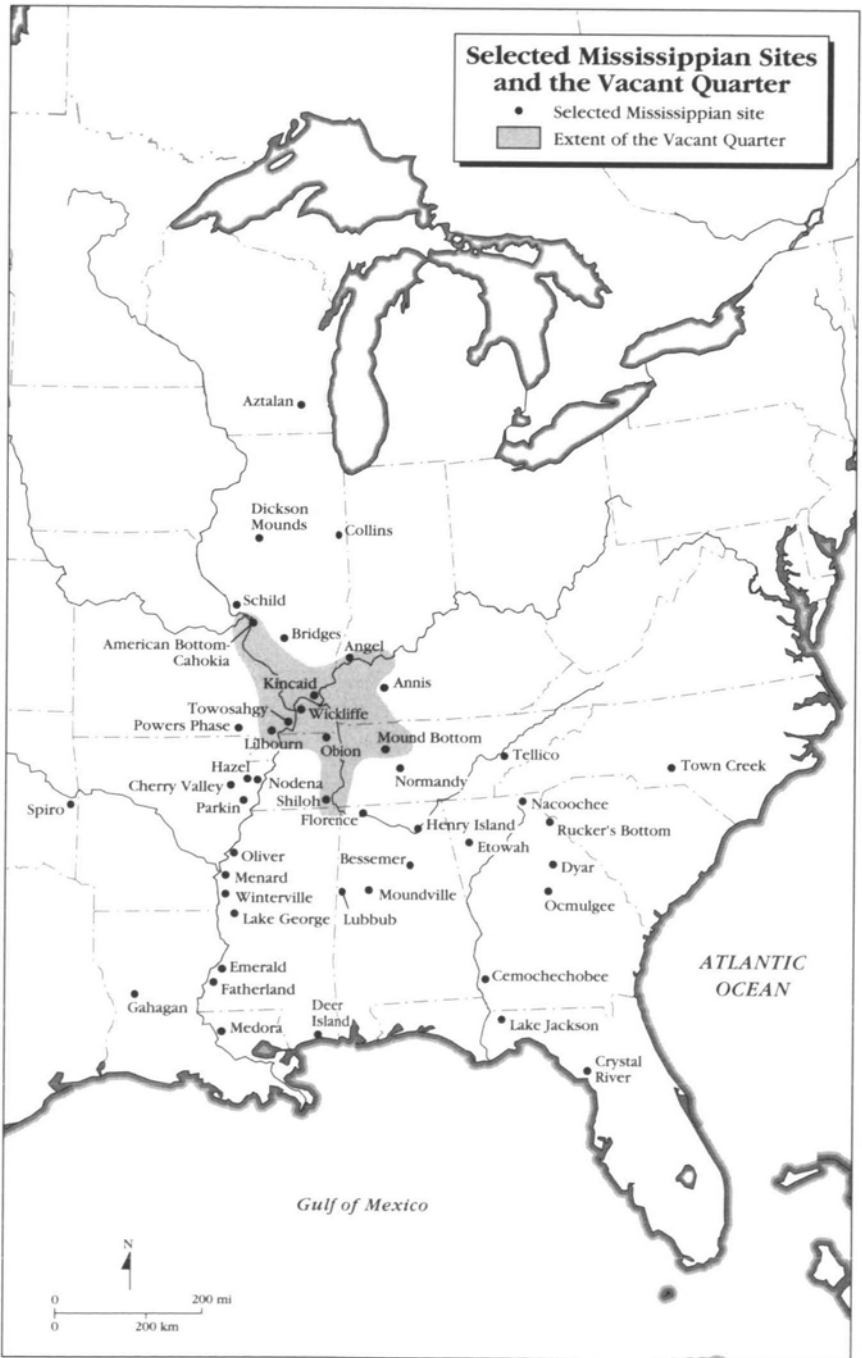 Selected Mississippian Sites
and the Vacant Quarter
Selected Mississippian site
Extent of the Vacant Quarter
Aztalan
Dickson
Mounds
Collins
Schild
American Bottom-
Cahokia
Bridges
Angel
Kincaid
Annis
Towosahgy
Wickliffe
Powers Phase
Lilbourn
Obion
Mound Bottom
Tellico
Town Creek
Hazel
Nodena
Normandy
Cherry Valley
Parkin
Shiloh
Spiro
Florence
Nacoochee
Henry Island
Rucker's Bottom
Etowah
Oliver
Bessemer
Dyar
Menard
Winterville
Moundville
Ocmulgee
Lake George
Lubbub
Emerald
Fatherland
Cemochechobee
ATLANTIC
OCEAN
Gahagan
Medora
Deer
Island
Lake Jackson
Crystal
River
Gulf of Mexico
N
0 200 mi
0 200 km